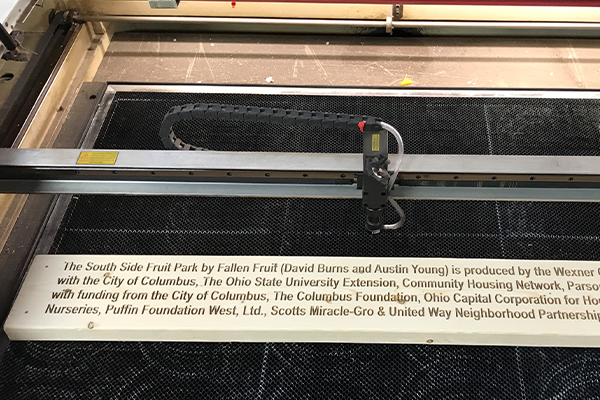 The South Side Fruit Park by Fallen Fruit (David Burns and Austin Young) is produced by the Wexner
with the City of Columbus, The Ohio State University Extension, Community Housing Network,
with funding from the City of Columbus, The Columbus Foundation, Ohio Capital Corporation for
Nurseries, Puffin Foundation West, Ltd., Scotts Miracle-Gro & United Way Neighborhood